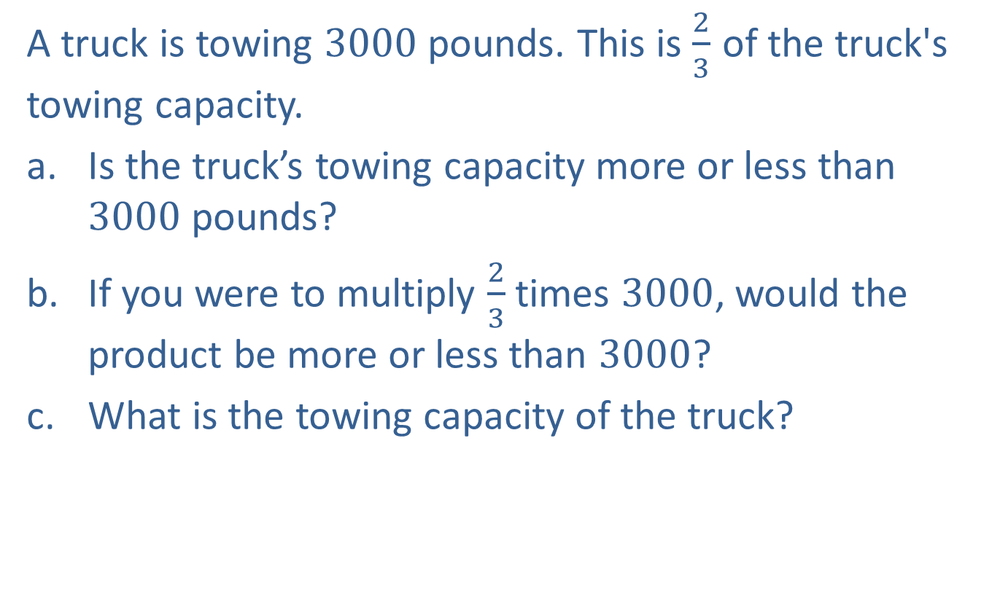 A truck is towing 3000 pounds. This is 2/3 of the truck's
towing capacity.
a. Is the truck’s towing capacity more or less than
3000 pounds?
b. If you were to multiply 2/3 times 3000, would the
product be more or less than 3000?
c. What is the towing capacity of the truck?